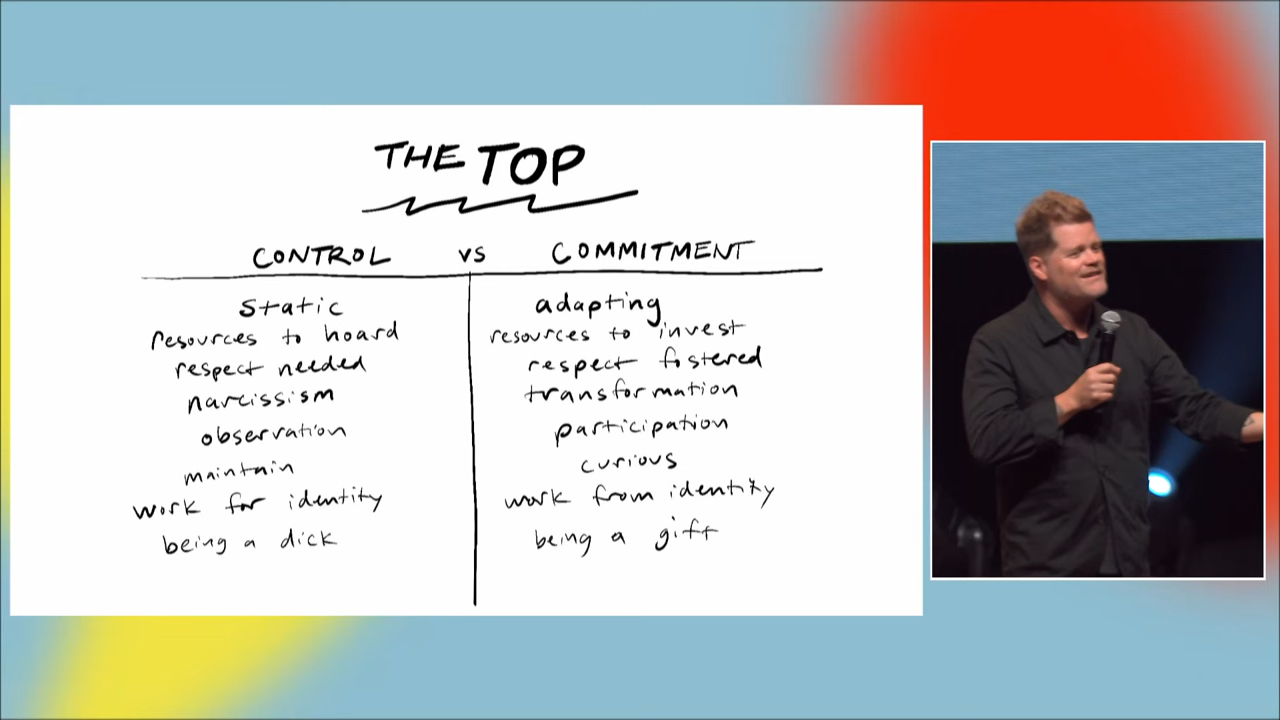 THE TOP
CONTROL vs COMMITMENT
static adapting
resources to hoard resources to invest
respect needed respect fostered
narcissism transformation
observation participation
maintain curious
work for identity work from identity
being a dick being a gift